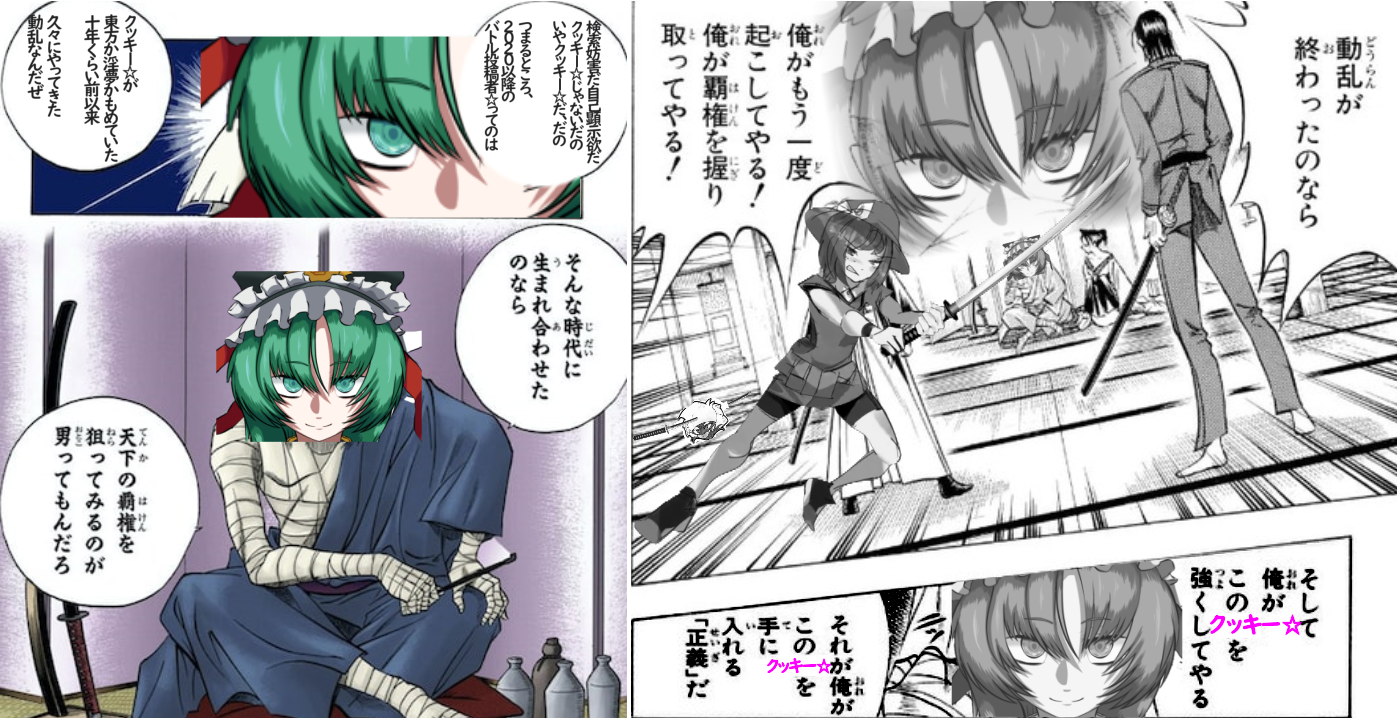 検索妨害だ自己顕示欲だ
クッキー☆じゃないだの
いやクッキー☆だ、だの
つまるところ、
2020以降の
バトル投稿者☆ってのは
クッキー☆が
東方か淫夢かもめていた
十年くらい前以来
久々にやってきた
動乱なんだぜ
そんな時代に
生まれ合わせた
のなら
天下の覇権を
狙ってみるのが
男ってもんだろ
動乱が
終わったのなら
俺がもう一度
起こしてやる!
俺が覇権を握り
取ってやる!
そして
俺が
このクッキー☆を
強くしてやる
それが俺が
このクッキー☆を
手に
入れる
「正義」だ